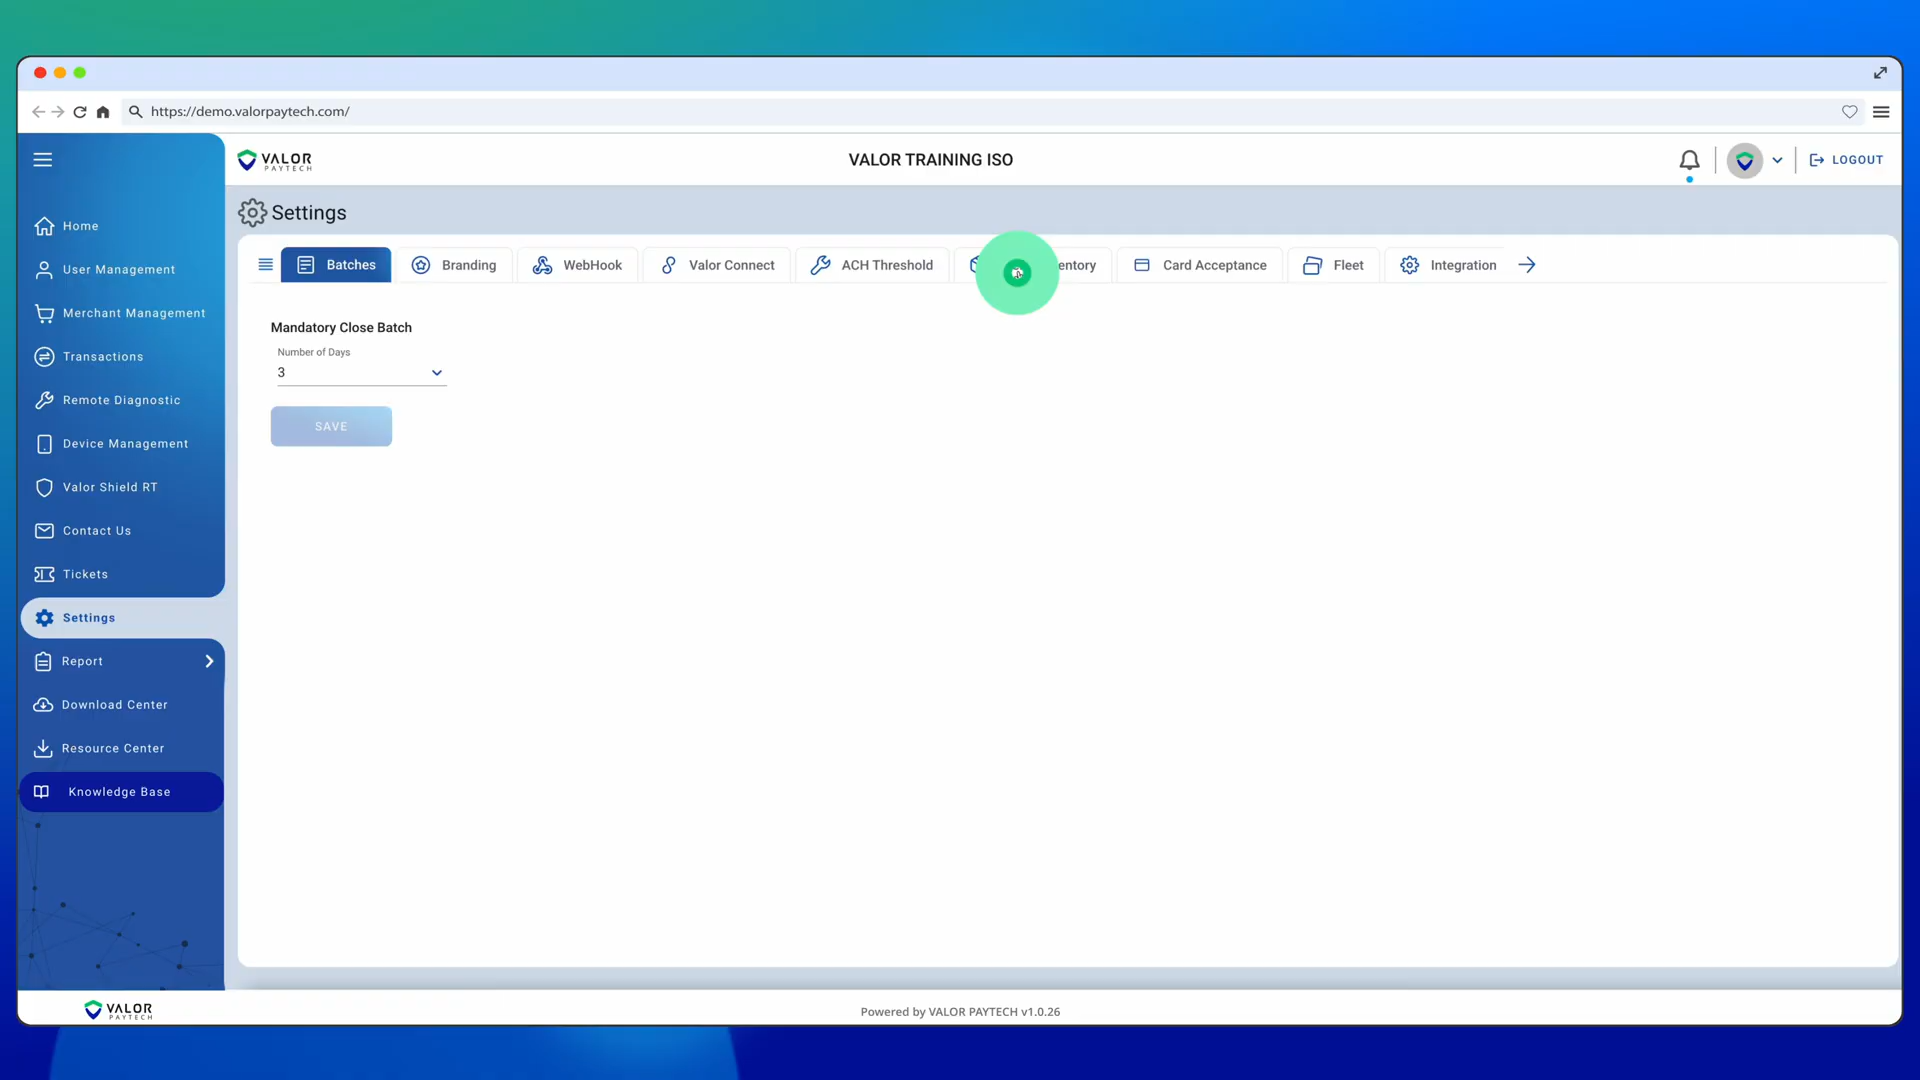 https://demo.valorpaytech.com/
VALOR
PAYTECH
VALOR TRAINING ISO
LOGOUT
Settings
Home
User Management
Merchant Management
Transactions
Remote Diagnostic
Device Management
Valor Shield RT
Contact Us
Tickets
Settings
Report
Download Center
Resource Center
Knowledge Base
Batches
Branding
WebHook
Valor Connect
ACH Threshold
Card Acceptance
Fleet
Integration
Mandatory Close Batch
Number of Days
3
SAVE
VALOR
PAYTECH
Powered by VALOR PAYTECH v1.0.26